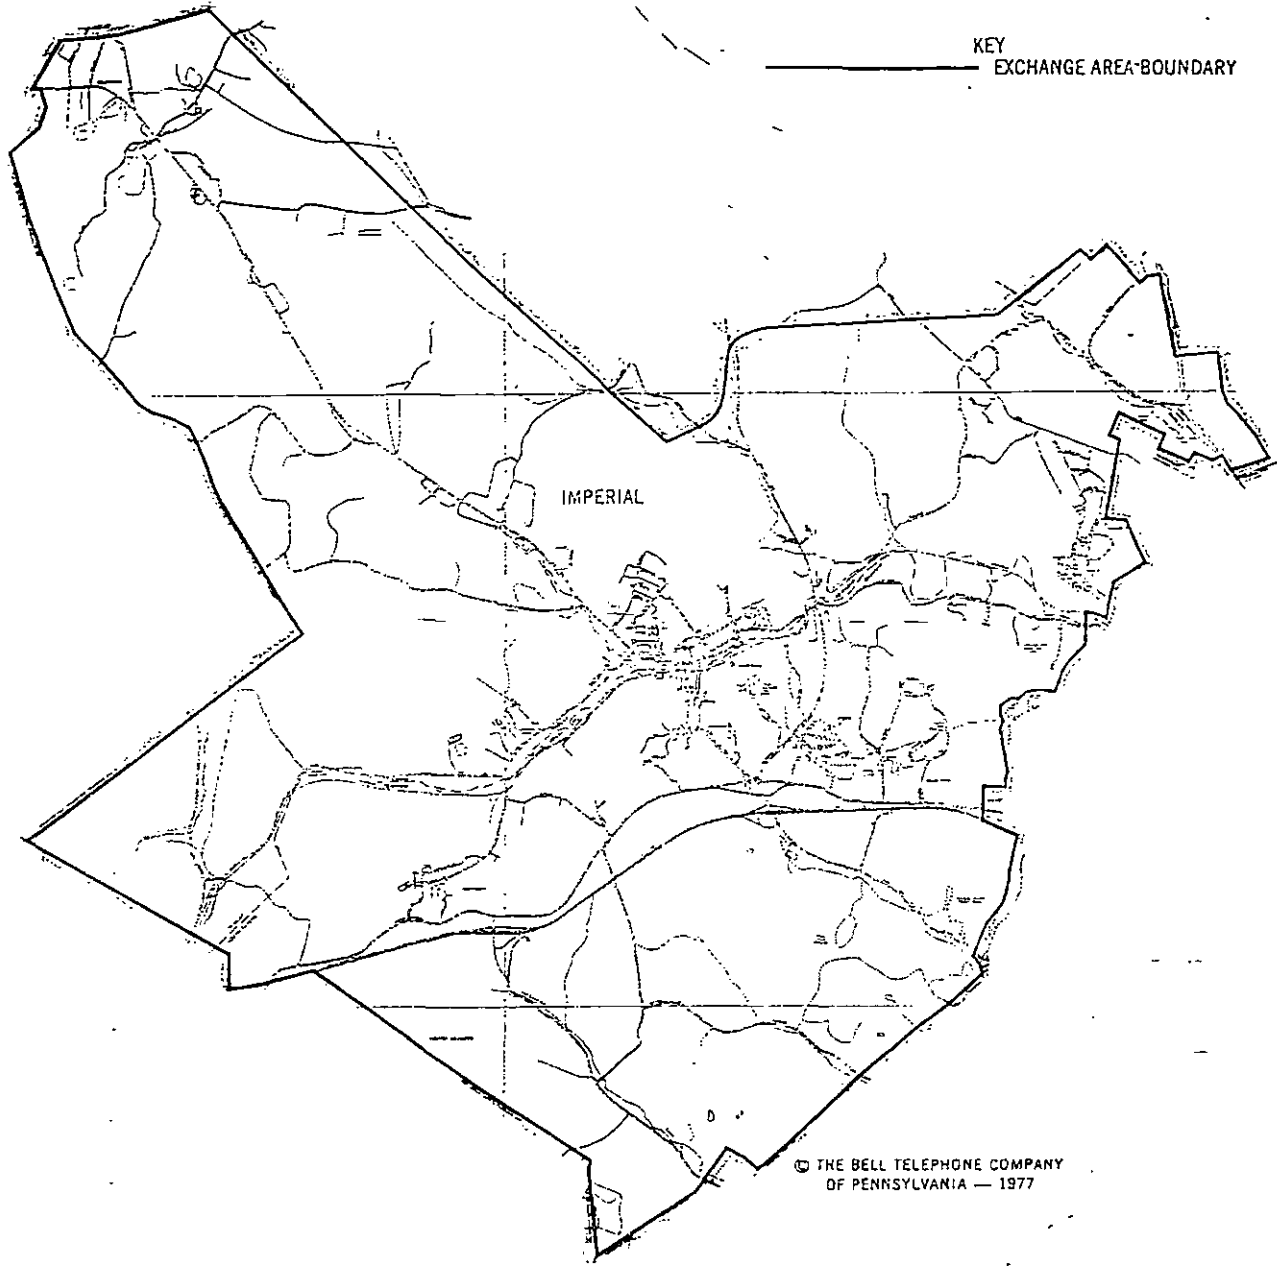 KEY
EXCHANGE AREA-BOUNDARY
IMPERIAL
© THE BELL TELEPHONE COMPANY
OF PENNSYLVANIA — 1977